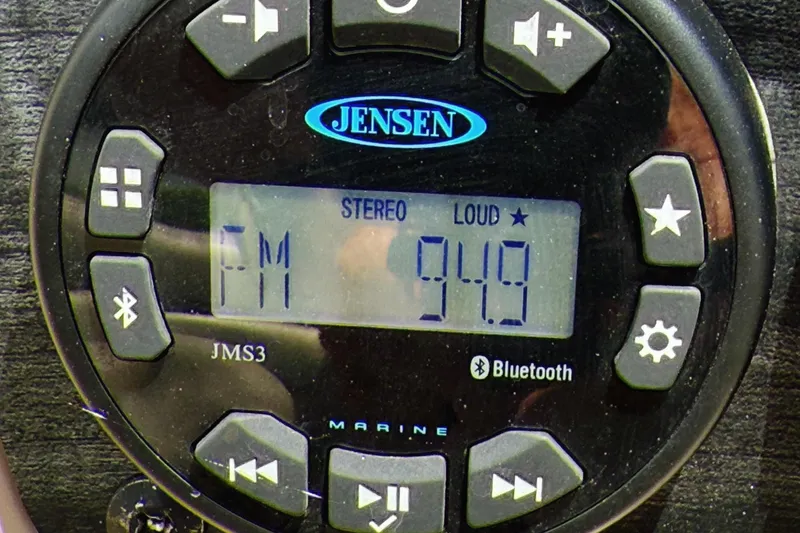 JENSEN
STEREO LOUD ★
FM 94.9
JMS3
Bluetooth
MARINE